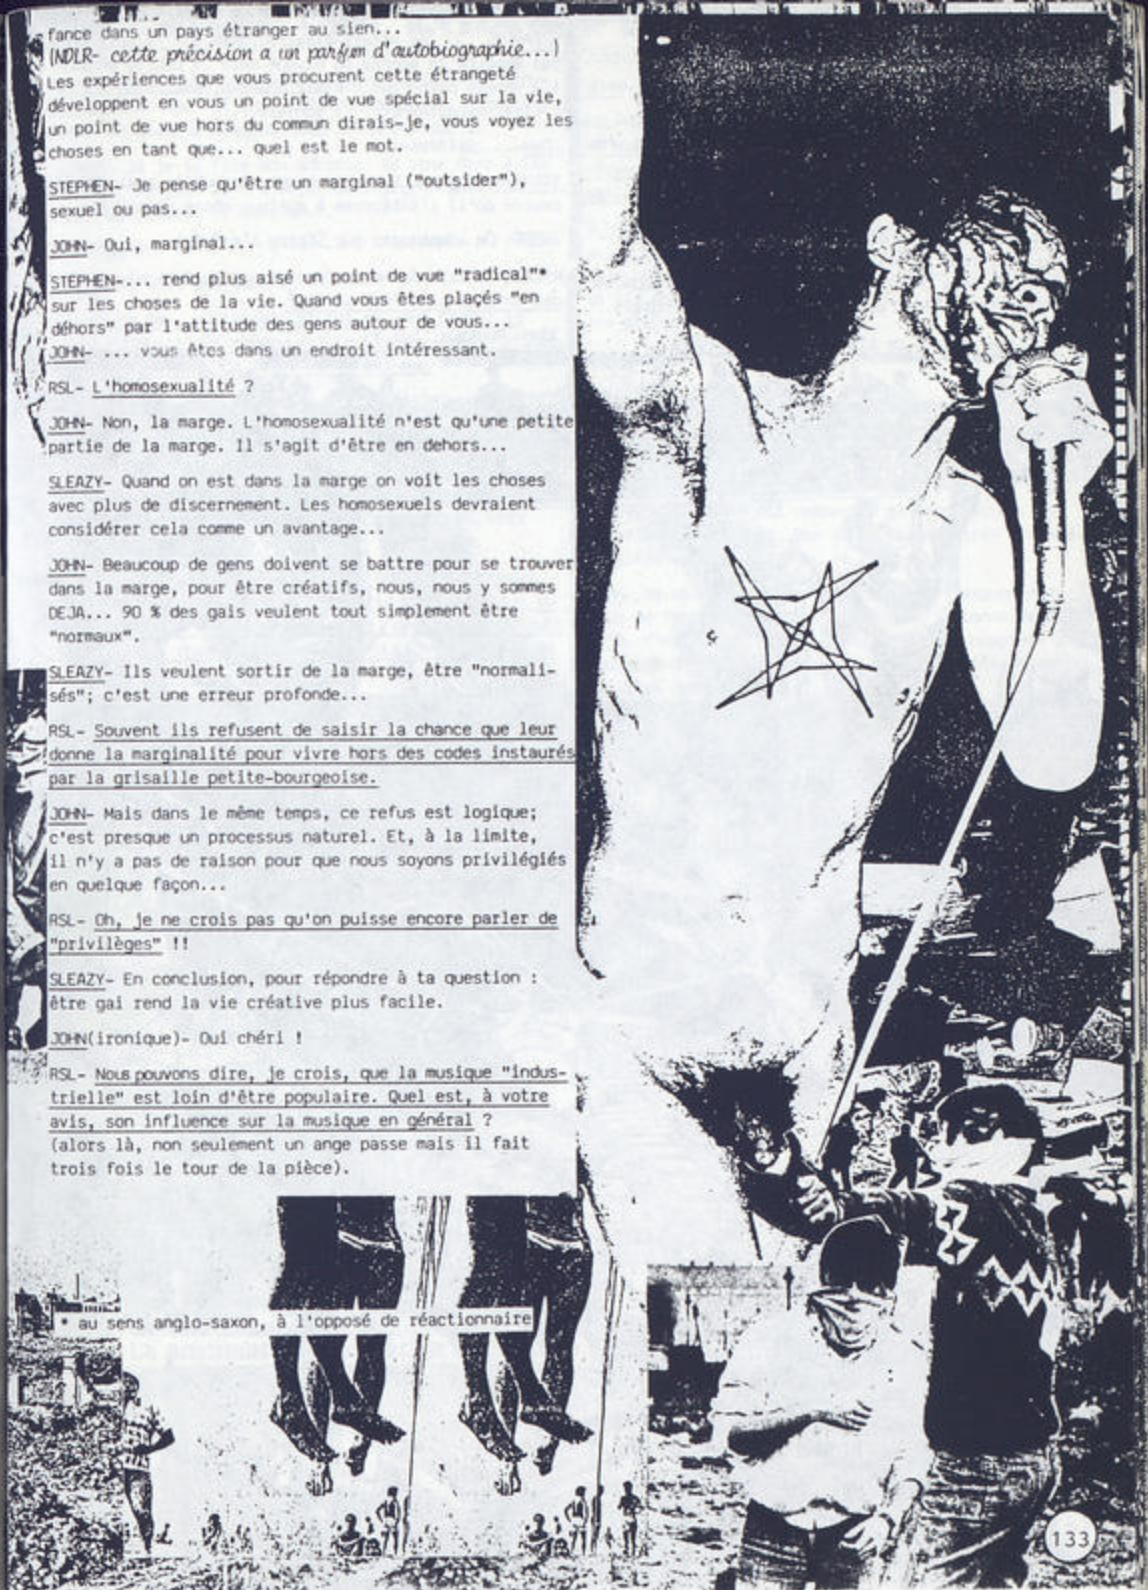 fance dans un pays étranger au sien...
(NDLR- cette précision a un parfum d'autobiographie...)
Les expériences que vous procurent cette étrangeté
développent en vous un point de vue spécial sur la vie,
un point de vue hors du commun dirais-je, vous voyez les
choses en tant que... quel est le mot.
STEPHEN- Je pense qu'être un marginal ("outsider"),
sexuel ou pas...
JOHN- Oui, marginal...
STEPHEN-... rend plus aisé un point de vue "radical"*
sur les choses de la vie. Quand vous êtes plaçés "en
déhors" par l'attitude des gens autour de vous...
JOHN- ... vous êtes dans un endroit intéressant.
RSL- L'homosexualité ?
JOHN- Non, la marge. L'homosexualité n'est qu'une petite
partie de la marge. Il s'agit d'être en dehors...
SLEAZY- Quand on est dans la marge on voit les choses
avec plus de discernement. Les homosexuels devraient
considérer cela comme un avantage...
JOHN- Beaucoup de gens doivent se battre pour se trouver
dans la marge, pour être créatifs, nous, nous y sommes
DEJA... 90 % des gais veulent tout simplement être
"normaux".
SLEAZY- Ils veulent sortir de la marge, être "normali-
sés"; c'est une erreur profonde...
RSL- Souvent ils refusent de saisir la chance que leur
donne la marginalité pour vivre hors des codes instaurés
par la grisaille petite-bourgeoise.
JOHN- Mais dans le même temps, ce refus est logique;
c'est presque un processus naturel. Et, à la limite,
il n'y a pas de raison pour que nous soyons privilégiés
en quelque façon...
RSL- Oh, je ne crois pas qu'on puisse encore parler de
"privilèges" !!
SLEAZY- En conclusion, pour répondre à ta question :
être gai rend la vie créative plus facile.
JOHN(ironique)- Oui chéri !
RSL- Nous pouvons dire, je crois, que la musique "indus-
trielle" est loin d'être populaire. Quel est, à votre
avis, son influence sur la musique en général ?
(alors là, non seulement un ange passe mais il fait
trois fois le tour de la pièce).
* au sens anglo-saxon, à l'opposé de réactionnaire
133